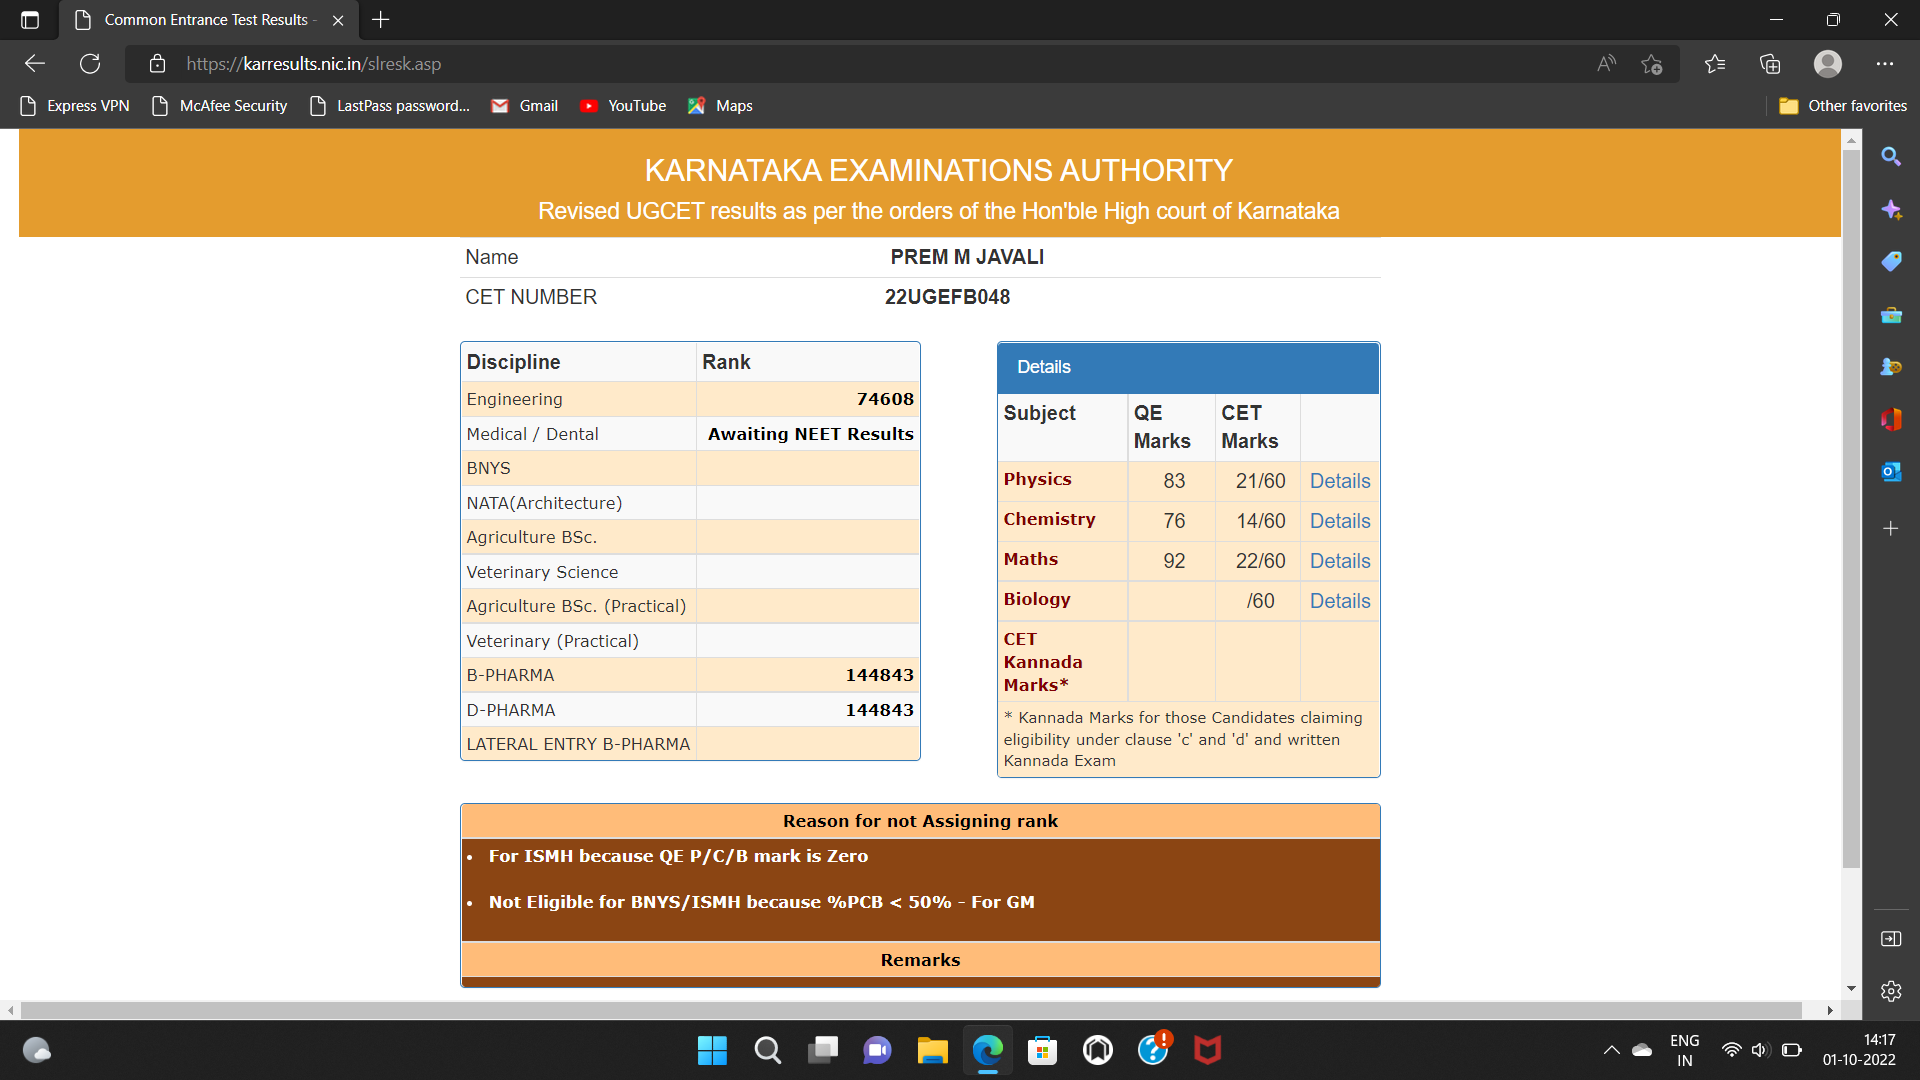 Common Entrance Test Results -
https://karresults.nic.in/slresk.asp
Express VPN McAfee Security LastPass password... Gmail YouTube Maps Other favorites
KARNATAKA EXAMINATIONS AUTHORITY
Revised UGCET results as per the orders of the Hon'ble High court of Karnataka
Name PREM M JAVALI
CET NUMBER 22UGEFB048
Discipline Rank
Engineering 74608
Medical / Dental Awaiting NEET Results
BNYS
NATA(Architecture)
Agriculture BSc.
Veterinary Science
Agriculture BSc. (Practical)
Veterinary (Practical)
B-PHARMA 144843
D-PHARMA 144843
LATERAL ENTRY B-PHARMA
Details
Subject QE Marks CET Marks
Physics 83 21/60 Details
Chemistry 76 14/60 Details
Maths 92 22/60 Details
Biology /60 Details
CET
Kannada
Marks*
* Kannada Marks for those Candidates claiming
eligibility under clause 'c' and 'd' and written
Kannada Exam
Reason for not Assigning rank
• For ISMH because QE P/C/B mark is Zero
• Not Eligible for BNYS/ISMH because %PCB < 50% - For GM
Remarks
ENG
IN
14:17
01-10-2022